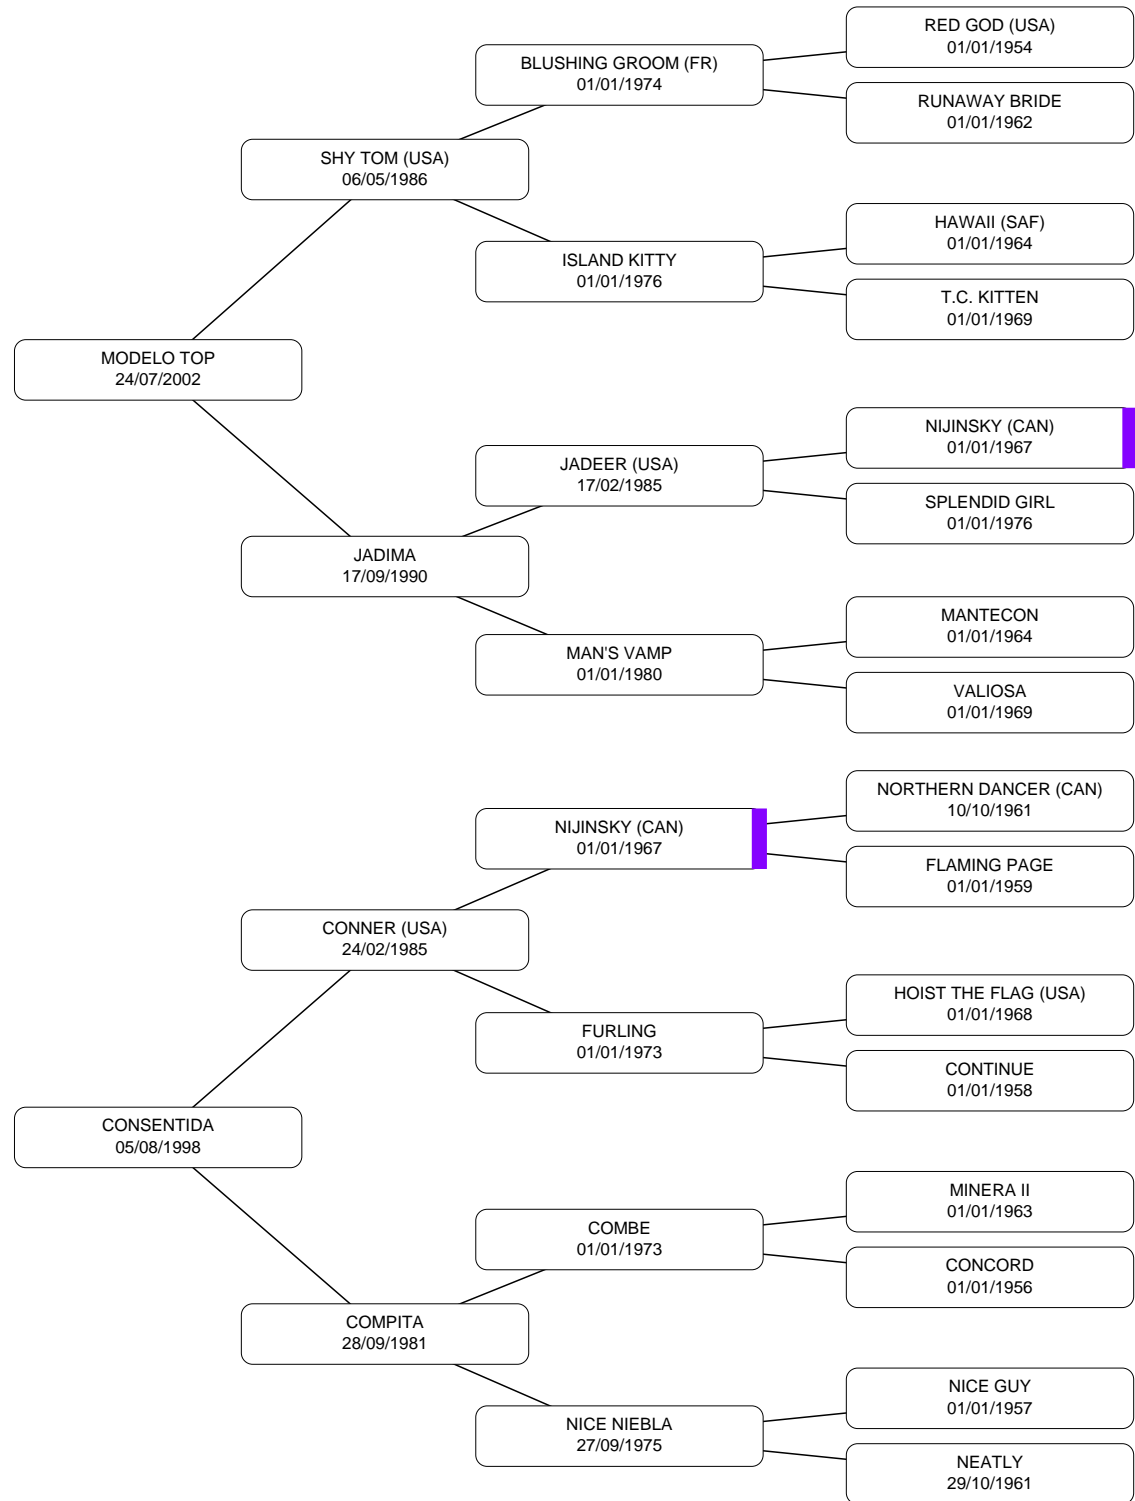 RED GOD (USA)
01/01/1954
BLUSHING GROOM (FR)
01/01/1974
RUNAWAY BRIDE
01/01/1962
SHY TOM (USA)
06/05/1986
HAWAII (SAF)
01/01/1964
ISLAND KITTY
01/01/1976
T.C. KITTEN
01/01/1969
MODELO TOP
24/07/2002
NIJINSKY (CAN)
01/01/1967
JADEER (USA)
17/02/1985
SPLENDID GIRL
01/01/1976
JADIMA
17/09/1990
MANTECON
01/01/1964
MAN'S VAMP
01/01/1980
VALIOSA
01/01/1969
NORTHERN DANCER (CAN)
10/10/1961
NIJINSKY (CAN)
01/01/1967
FLAMING PAGE
01/01/1959
CONNER (USA)
24/02/1985
HOIST THE FLAG (USA)
01/01/1968
FURLING
01/01/1973
CONTINUE
01/01/1958
CONSENTIDA
05/08/1998
MINERA II
01/01/1963
COMBE
01/01/1973
CONCORD
01/01/1956
COMPITA
28/09/1981
NICE GUY
01/01/1957
NICE NIEBLA
27/09/1975
NEATLY
29/10/1961